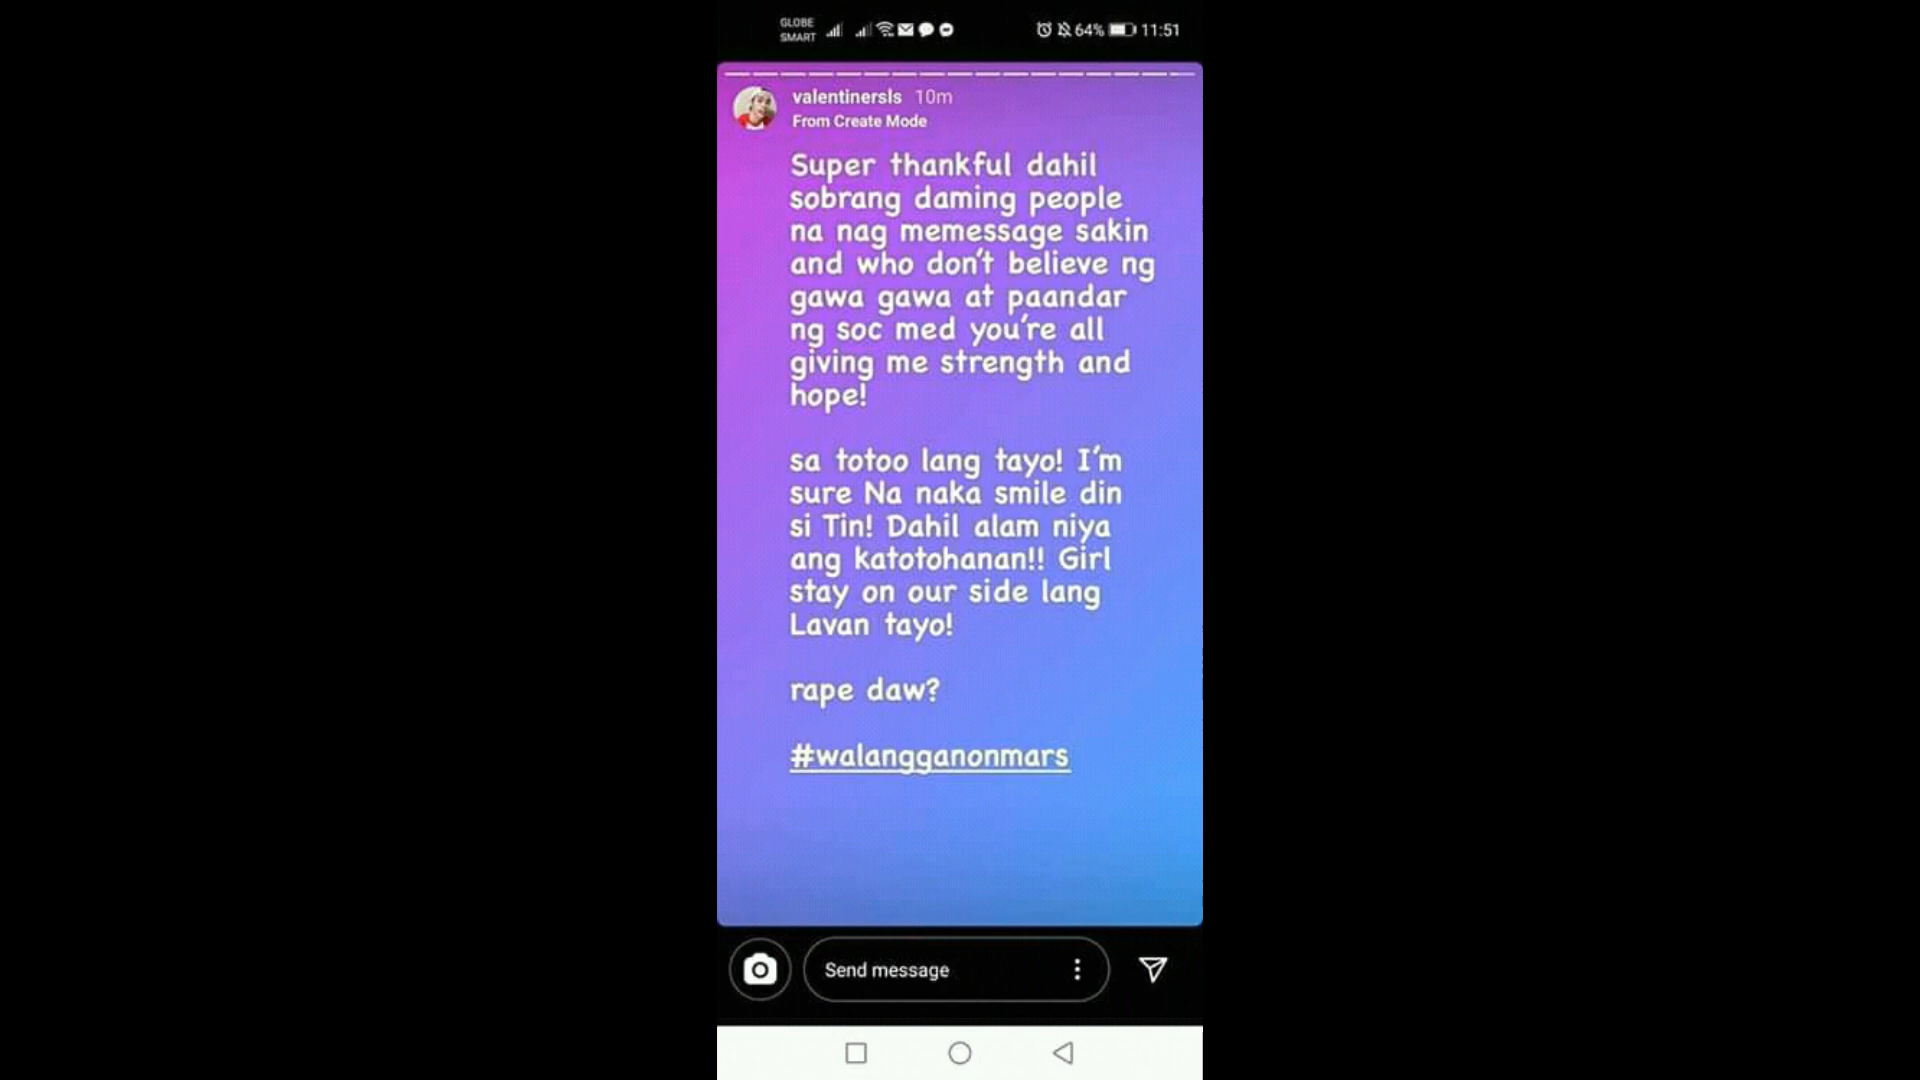 GLOBE
SMART
64% 11:51
valentinersls 10m
From Create Mode
Super thankful dahil
sobrang daming people
na nag memessage sakin
and who don't believe ng
gawa gawa at paandar
ng soc med you're all
giving me strength and
hope!
sa totoo lang tayo! I'm
sure Na naka smile din
si Tin! Dahil alam niya
ang katotohanan!! Girl
stay on our side lang
Lavan tayo!
rape daw?
#walangganonmars
Send message